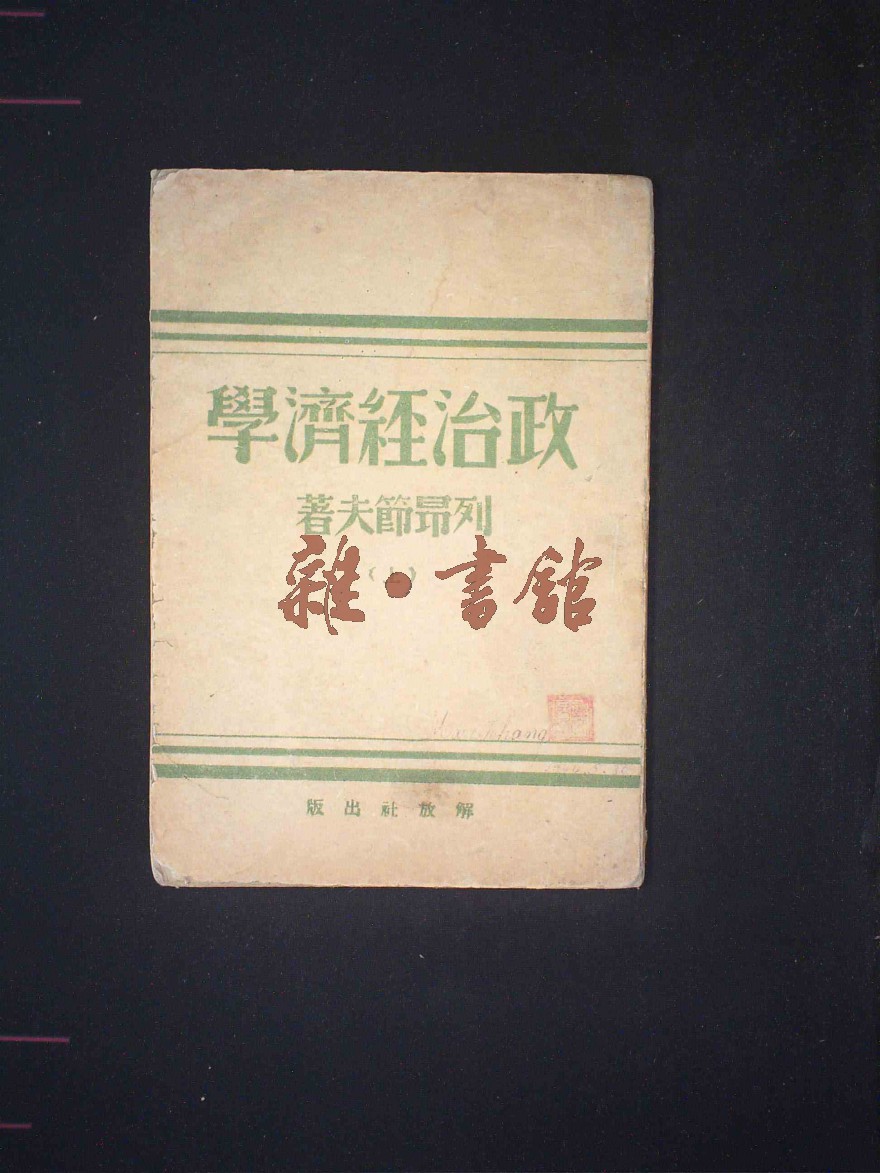 政治經濟學
列昂節夫著
(上)
雜·書館
解放社出版